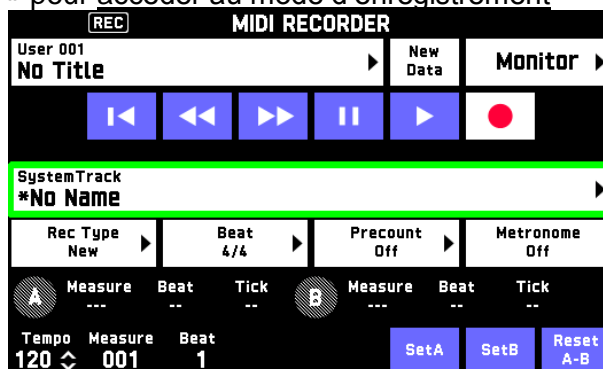 pour accéder au mode d'enregistrement
REC MIDI RECORDER
User 001
No Title
New
Data
Monitor
SystemTrack
*No Name
Rec Type
New
Beat
4/4
Precount
Off
Metronome
Off
A Measure Beat Tick B Measure Beat Tick
--- -- -- --- -- --
Tempo Measure Beat
120 001 1
SetA SetB Reset
A-B